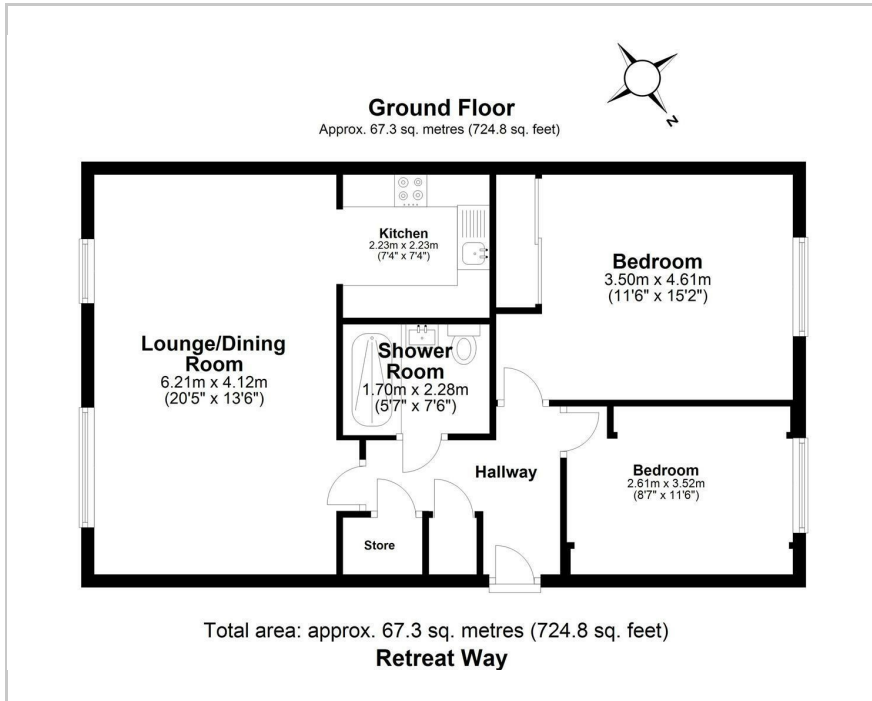 Ground Floor
Approx. 67.3 sq. metres (724.8 sq. feet)
N
Kitchen
2.23m x 2.23m
(7'4" x 7'4")
Bedroom
3.50m x 4.61m
(11'6" x 15'2")
Lounge/Dining
Room
6.21m x 4.12m
(20'5" x 13'6")
Shower
Room
1.70m x 2.28m
(5'7" x 7'6")
Hallway
Bedroom
2.61m x 3.52m
(8'7" x 11'6")
Store
Total area: approx. 67.3 sq. metres (724.8 sq. feet)
Retreat Way